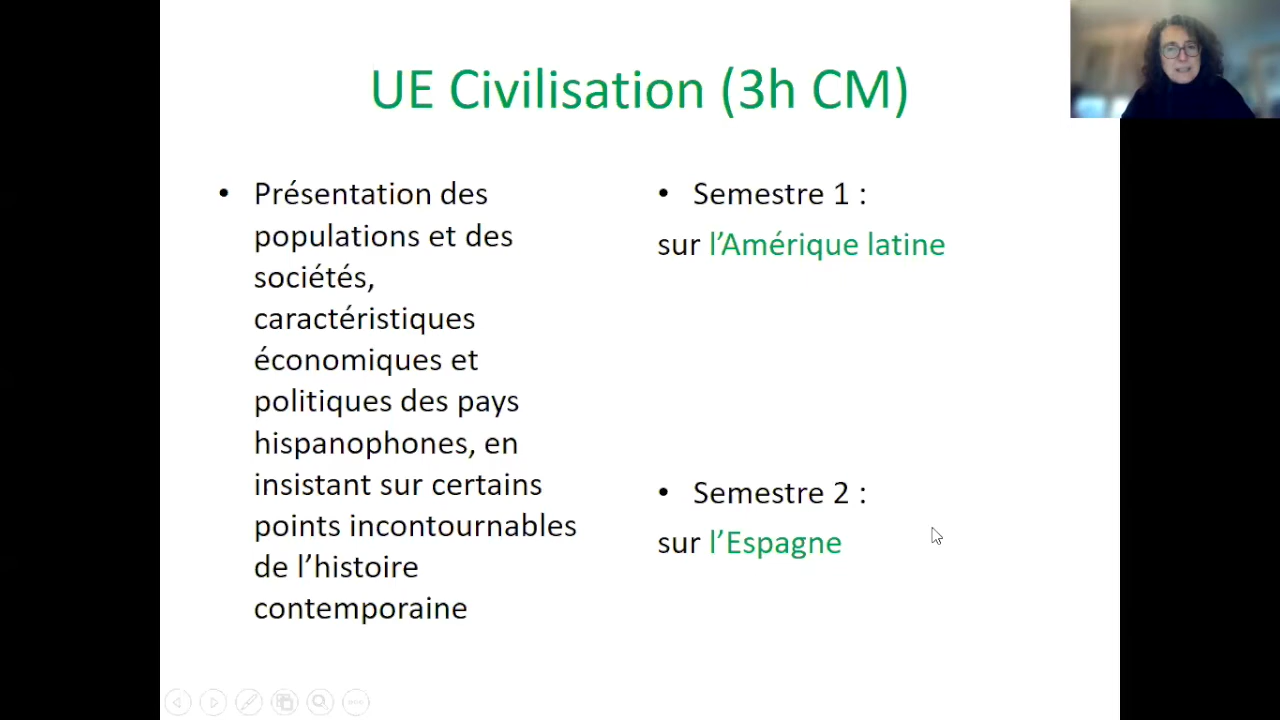 UE Civilisation (3h CM)
• Présentation des
populations et des
sociétés,
caractéristiques
économiques et
politiques des pays
hispanophones, en
insistant sur certains
points incontournables
de l’histoire
contemporaine
• Semestre 1 :
sur l’Amérique latine
• Semestre 2 :
sur l’Espagne